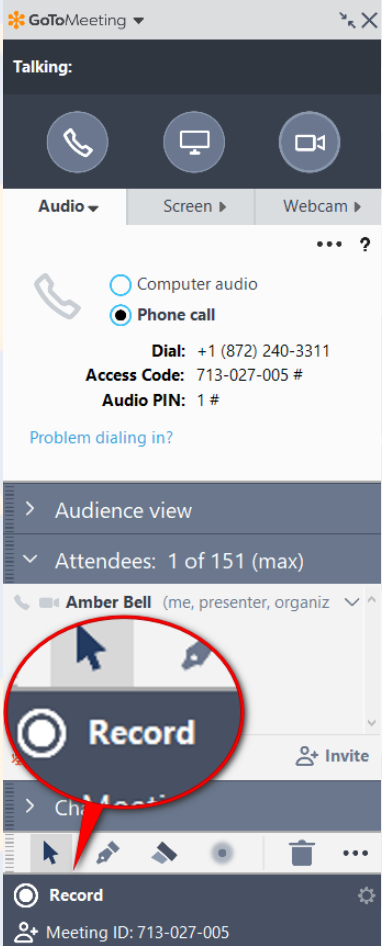 GoToMeeting
Talking:
Audio Screen Webcam
... ?
Computer audio
Phone call
Dial: +1 (872) 240-3311
Access Code: 713-027-005 #
Audio PIN: 1 #
Problem dialing in?
Audience view
Attendees: 1 of 151 (max)
Amber Bell (me, presenter, organiz
Record
Invite
...
Record
Meeting ID: 713-027-005